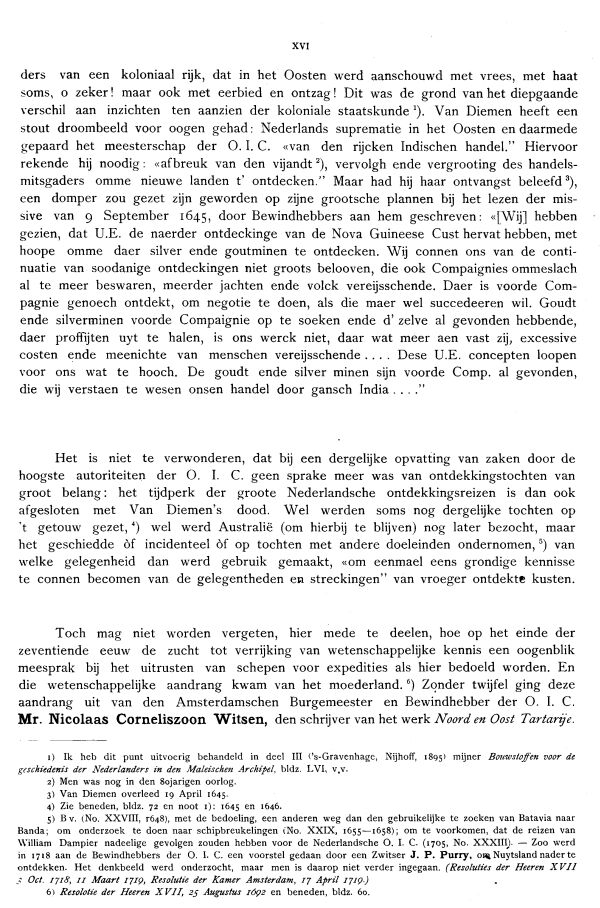 XVI
ders van een koloniaal rijk, dat in het Oosten werd aanschouwd met vrees, met haat
soms, o zeker! maar ook met eerbied en ontzag! Dit was de grond van het diepgaande
verschil aan inzichten ten aanzien der koloniale staatskunde ¹). Van Diemen heeft een
stout droombeeld voor oogen gehad: Nederlands suprematie in het Oosten en daarmede
gepaard het meesterschap der O. I. C. «van den rijcken Indischen handel." Hiervoor
rekende hij noodig: «afbreuk van den vijandt ²), vervolgh ende vergrooting des handels-
mitsgaders omme nieuwe landen t' ontdecken." Maar had hij haar ontvangst beleefd ³),
een domper zou gezet zijn geworden op zijne grootsche plannen bij het lezen der mis-
sive van 9 September 1645, door Bewindhebbers aan hem geschreven: «[Wij] hebben
gezien, dat U.E. de naerder ontdeckinge van de Nova Guineese Cust hervat hebben, met
hoope omme daer silver ende goutminen te ontdecken. Wij connen ons van de conti-
nuatie van soodanige ontdeckingen niet groots belooven, die ook Compagnies ommeslach
al te meer beswaren, meerder jachten ende volck vereijsschende. Daer is voorde Com-
pagnie genoech ontdekt, om negotie te doen, als die maer wel succedeeren wil. Goudt
ende silverminen voorde Compaignie op te soeken ende d' zelve al gevonden hebbende,
daer proffijten uyt te halen, is ons werck niet, daar wat meer aen vast zij, excessive
costen ende meenichte van menschen vereijsschende .... Dese U.E. concepten loopen
voor ons wat te hooch. De goudt ende silver minen sijn voorde Comp. al gevonden,
die wij verstaen te wesen onsen handel door gansch India ...."
Het is niet te verwonderen, dat bij een dergelijke opvatting van zaken door de
hoogste autoriteiten der O. I. C. geen sprake meer was van ontdekkingstochten van
groot belang: het tijdperk der groote Nederlandsche ontdekkingsreizen is dan ook
afgesloten met Van Diemen's dood. Wel werden soms nog dergelijke tochten op
't getouw gezet, ⁴) wel werd Australië (om hierbij te blijven) nog later bezocht, maar
het geschiedde òf incidenteel òf op tochten met andere doeleinden ondernomen, ⁵) van
welke gelegenheid dan werd gebruik gemaakt, «om eenmael eens grondige kennisse
te connen becomen van de gelegentheden en streckingen" van vroeger ontdekte kusten.
Toch mag niet worden vergeten, hier mede te deelen, hoe op het einde der
zeventiende eeuw de zucht tot verrijking van wetenschappelijke kennis een oogenblik
meesprak bij het uitrusten van schepen voor expedities als hier bedoeld worden. En
die wetenschappelijke aandrang kwam van het moederland. ⁶) Zonder twijfel ging deze
aandrang uit van den Amsterdamschen Burgemeester en Bewindhebber der O. I. C.
Mr. Nicolaas Corneliszoon Witsen, den schrijver van het werk Noord en Oost Tartarije.
1) Ik heb dit punt uitvoerig behandeld in deel III ('s-Gravenhage, Nijhoff, 1895) mijner Bouwstoffen voor de
geschiedenis der Nederlanders in den Maleischen Archipel, bldz. LVI, v.v.
2) Men was nog in den 80jarigen oorlog.
3) Van Diemen overleed 19 April 1645.
4) Zie beneden, bldz. 72 en noot 1): 1645 en 1646.
5) B v. (No. XXVIII, 1648), met de bedoeling, een anderen weg dan den gebruikelijke te zoeken van Batavia naar
Banda; om onderzoek te doen naar schipbreukelingen (No. XXIX, 1655—1658); om te voorkomen, dat de reizen van
William Dampier nadeelige gevolgen zouden hebben voor de Nederlandsche O. I. C. (1705, No. XXXIII). — Zoo werd
in 1718 aan de Bewindhebbers der O. I. C. een voorstel gedaan door een Zwitser J. P. Purry, om Nuytsland nader te
ontdekken. Het denkbeeld werd onderzocht, maar men is daarop niet verder ingegaan. (Resoluties der Heeren XVII
Oct. 1718, 11 Maart 1719, Resolutie der Kamer Amsterdam, 17 April 1719.)
6) Resolotie der Heeren XVII, 25 Augustus 1692 en beneden, bldz. 60.